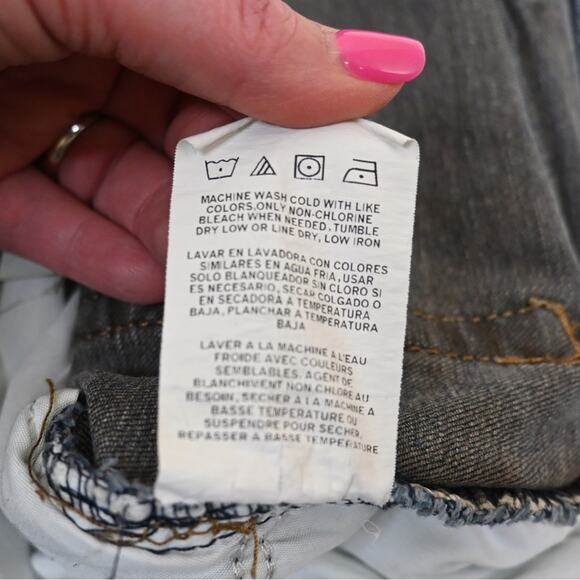 MACHINE WASH COLD WITH LIKE
COLORS.ONLY NON-CHLORINE
BLEACH WHEN NEEDED, TUMBLE
DRY LOW OR LINE DRY, LOW IRON
LAVAR EN LAVADORA CON COLORES
SIMILARES EN AGUA FRIA, USAR
SOLO BLANQUEADOR SIN CLORO SI
ES NECESARIO, SECAR COLGADO O
EN SECADORA A TEMPERATURA
BAJA, PLANCHAR A TEMPERATURA
BAJA
LAVER A LA MACHINE A L'EAU
FROIDE AVEC COULEURS
SEMBLABLES. AGENT DE
BLANCHIMENT NON CHLORE AU
BESOIN, SECHER A LA MACHINE A
BASSE TEMPERATURE OU
SUSPENDRE POUR SECHER,
REPASSER A BASSE TEMPERATURE